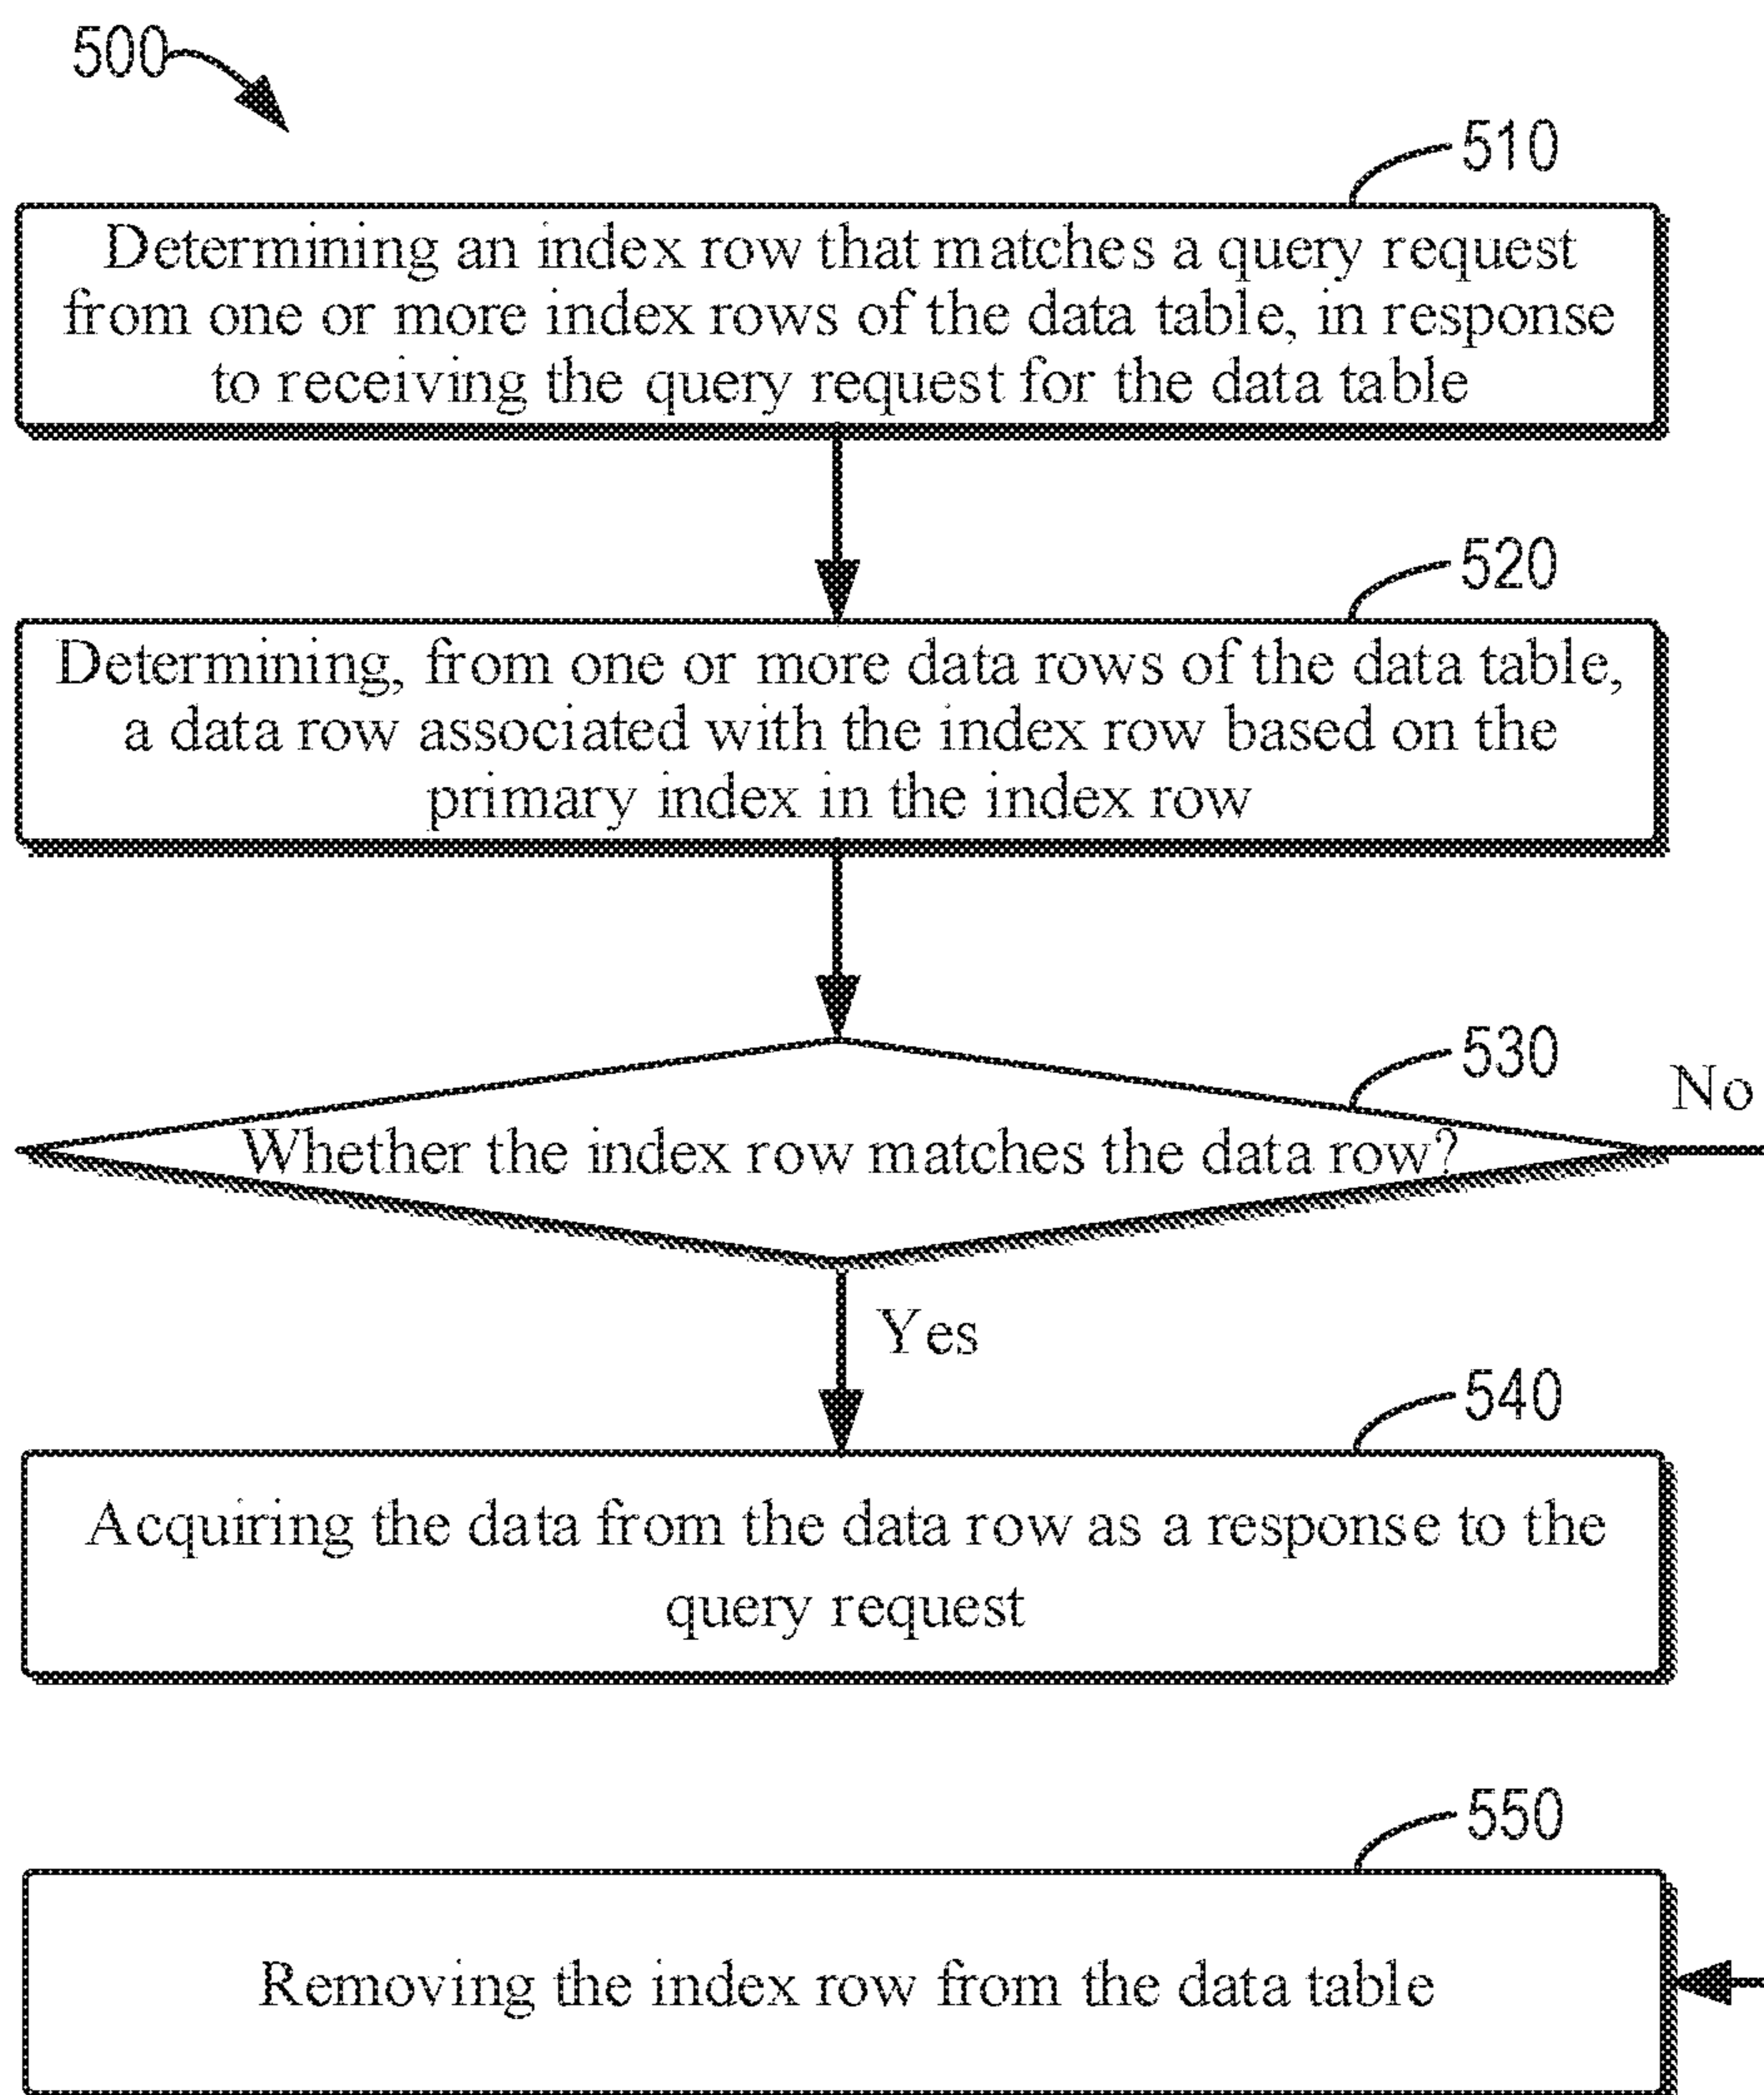 500
510
Determining an index row that matches a query request
from one or more index rows of the data table, in response
to receiving the query request for the data table
520
Determining, from one or more data rows of the data table,
a data row associated with the index row based on the
primary index in the index row
530
No
Whether the index row matches the data row?
Yes
540
Acquiring the data from the data row as a response to the
query request
550
Removing the index row from the data table